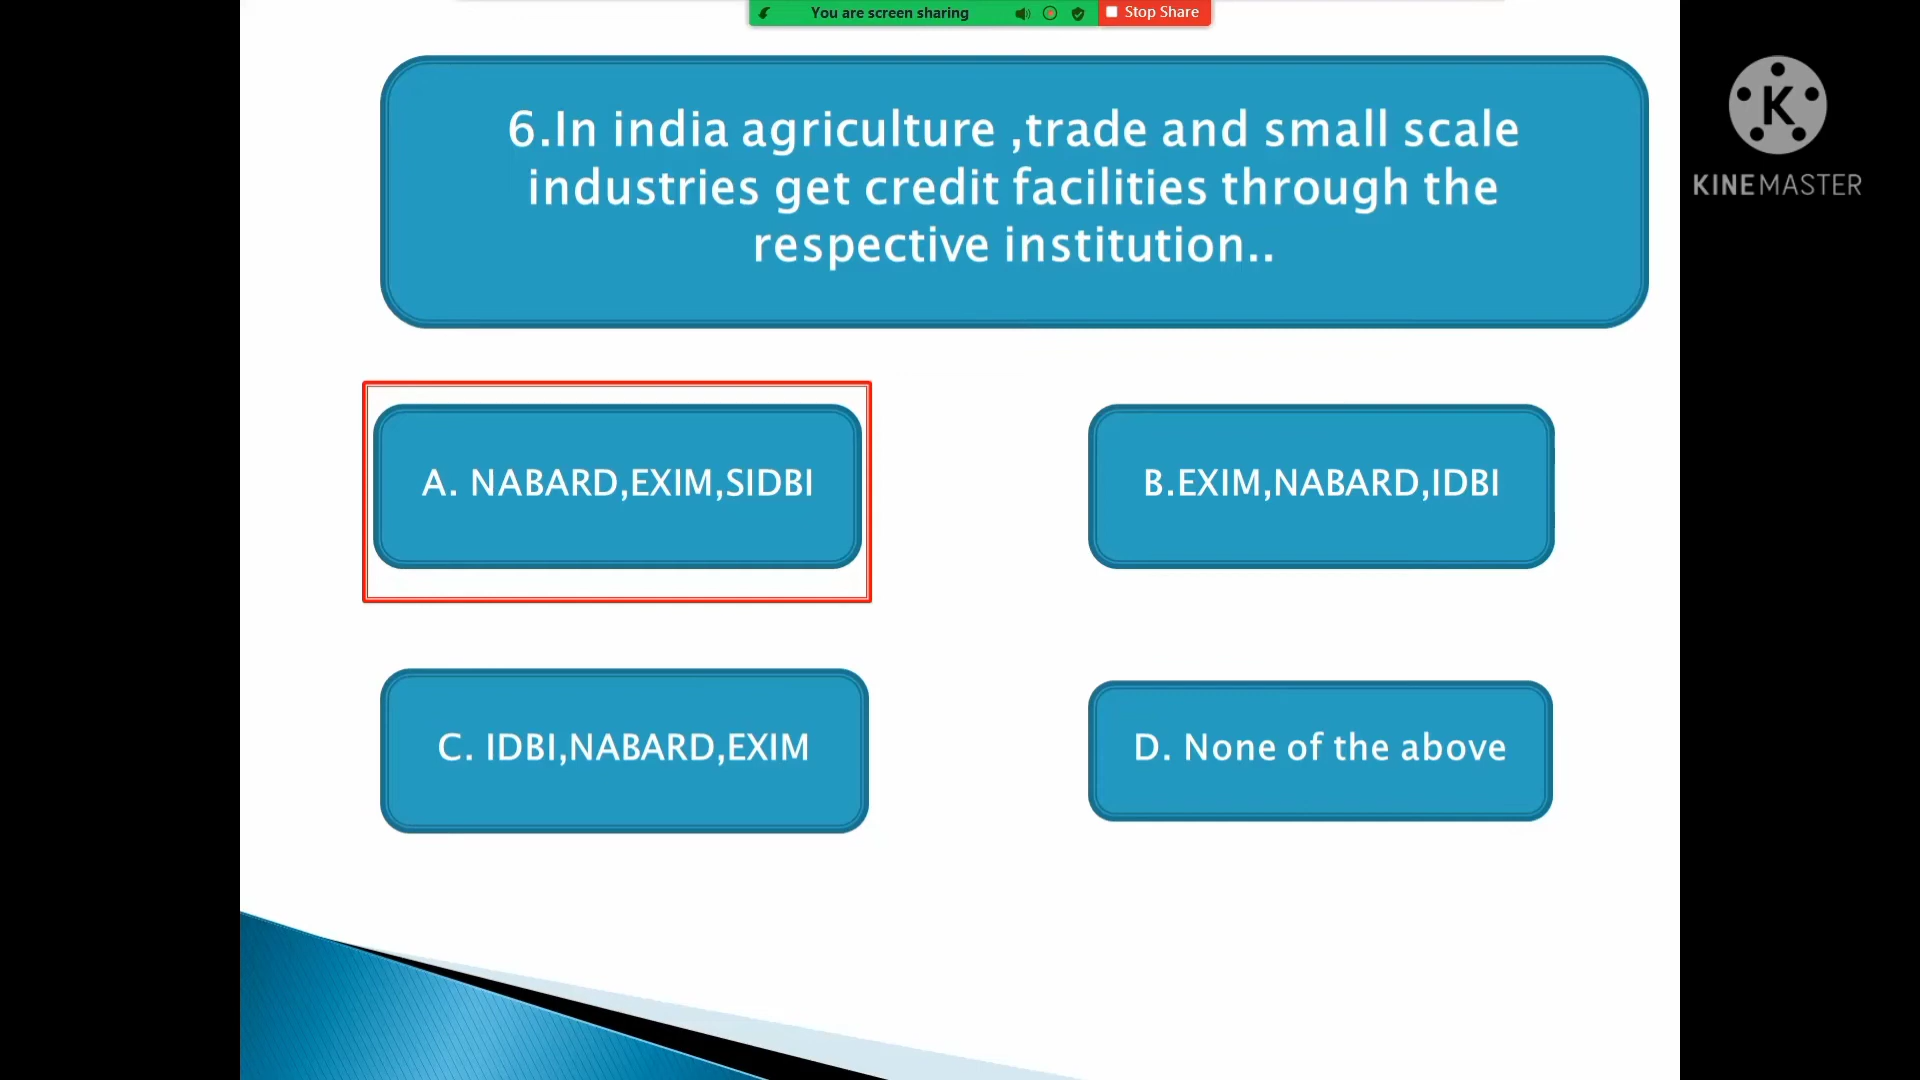 You are screen sharing
Stop Share
6.In india agriculture ,trade and small scale
industries get credit facilities through the
respective institution..
K
KINEMASTER
A. NABARD,EXIM,SIDBI
B.EXIM,NABARD,IDBI
C. IDBI,NABARD,EXIM
D. None of the above